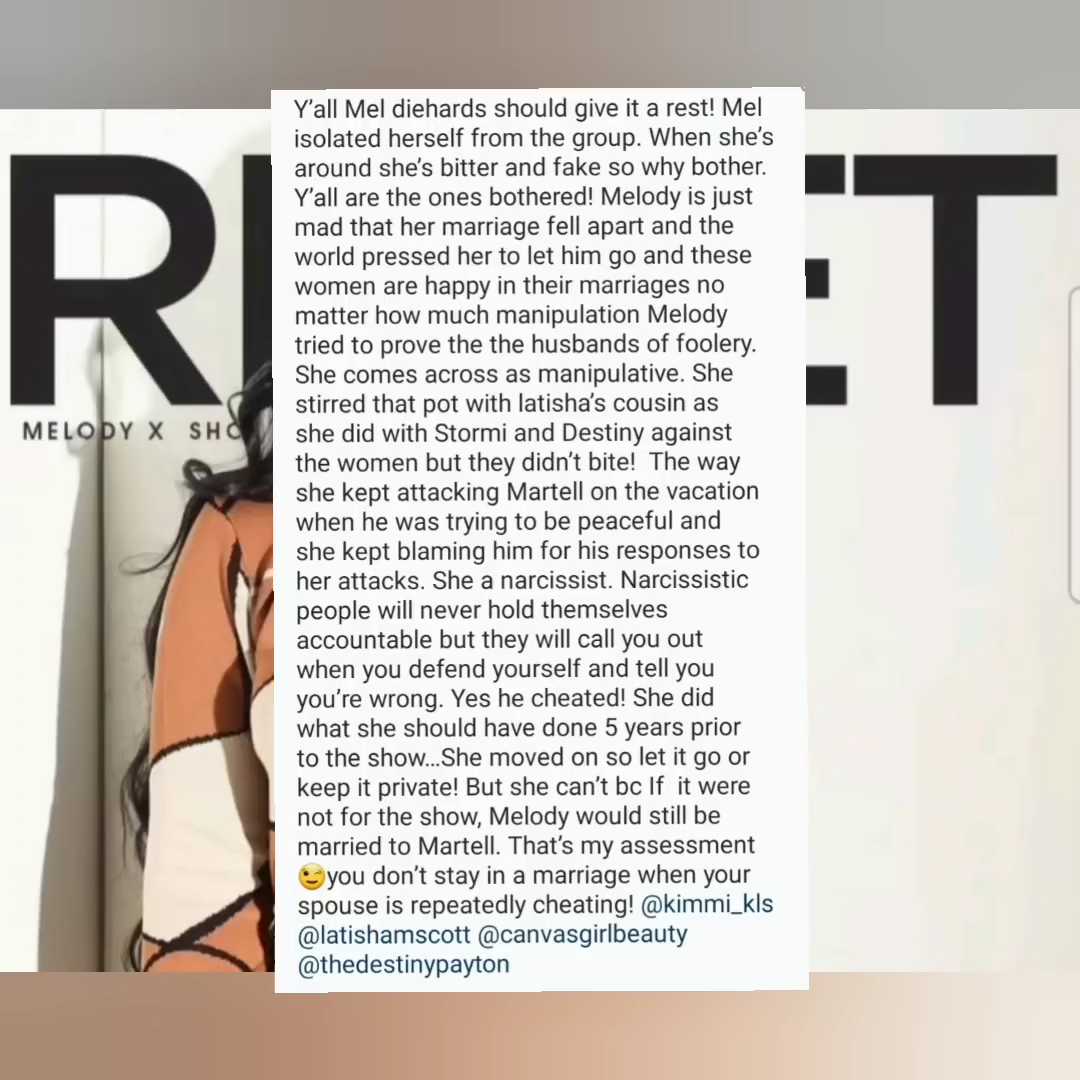 R
ET
MELODY X SHO
Y'all Mel diehards should give it a rest! Mel
isolated herself from the group. When she's
around she's bitter and fake so why bother.
Y'all are the ones bothered! Melody is just
mad that her marriage fell apart and the
world pressed her to let him go and these
women are happy in their marriages no
matter how much manipulation Melody
tried to prove the the husbands of foolery.
She comes across as manipulative. She
stirred that pot with latisha's cousin as
she did with Stormi and Destiny against
the women but they didn't bite!  The way
she kept attacking Martell on the vacation
when he was trying to be peaceful and
she kept blaming him for his responses to
her attacks. She a narcissist. Narcissistic
people will never hold themselves
accountable but they will call you out
when you defend yourself and tell you
you're wrong. Yes he cheated! She did
what she should have done 5 years prior
to the show...She moved on so let it go or
keep it private! But she can't bc If  it were
not for the show, Melody would still be
married to Martell. That's my assessment
😉you don't stay in a marriage when your
spouse is repeatedly cheating! @kimmi_kls
@latishamscott @canvasgirlbeauty
@thedestinypayton